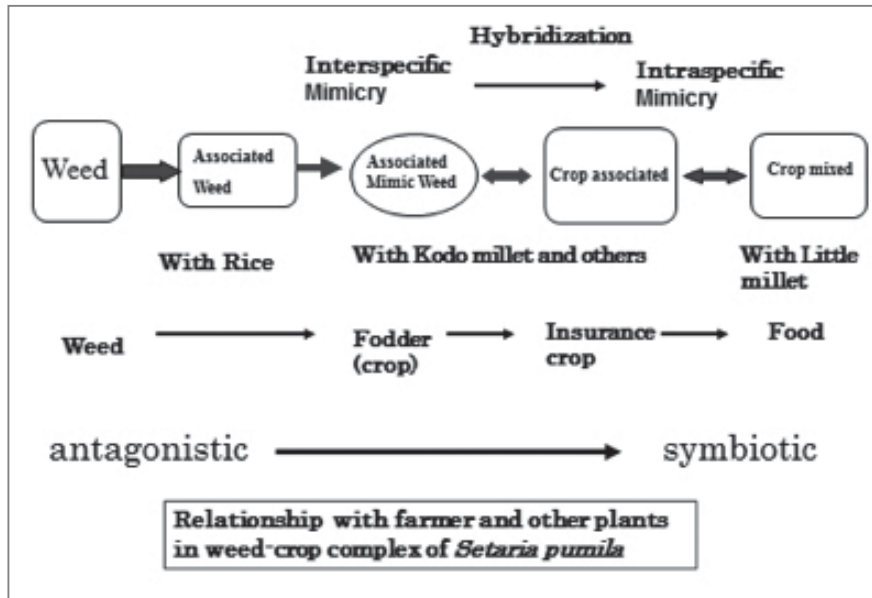 Hybridization
Interspecific
Mimicry
Intraspecific
Mimicry
Weed
Associated
Weed
Associated
Mimic Weed
Crop associated
Crop mixed
With Rice
With Kodo millet and others
With Little
millet
Weed
Fodder
(crop)
Insurance
crop
Food
antagonistic
symbiotic
Relationship with farmer and other plants
in weed-crop complex of Setaria pumila